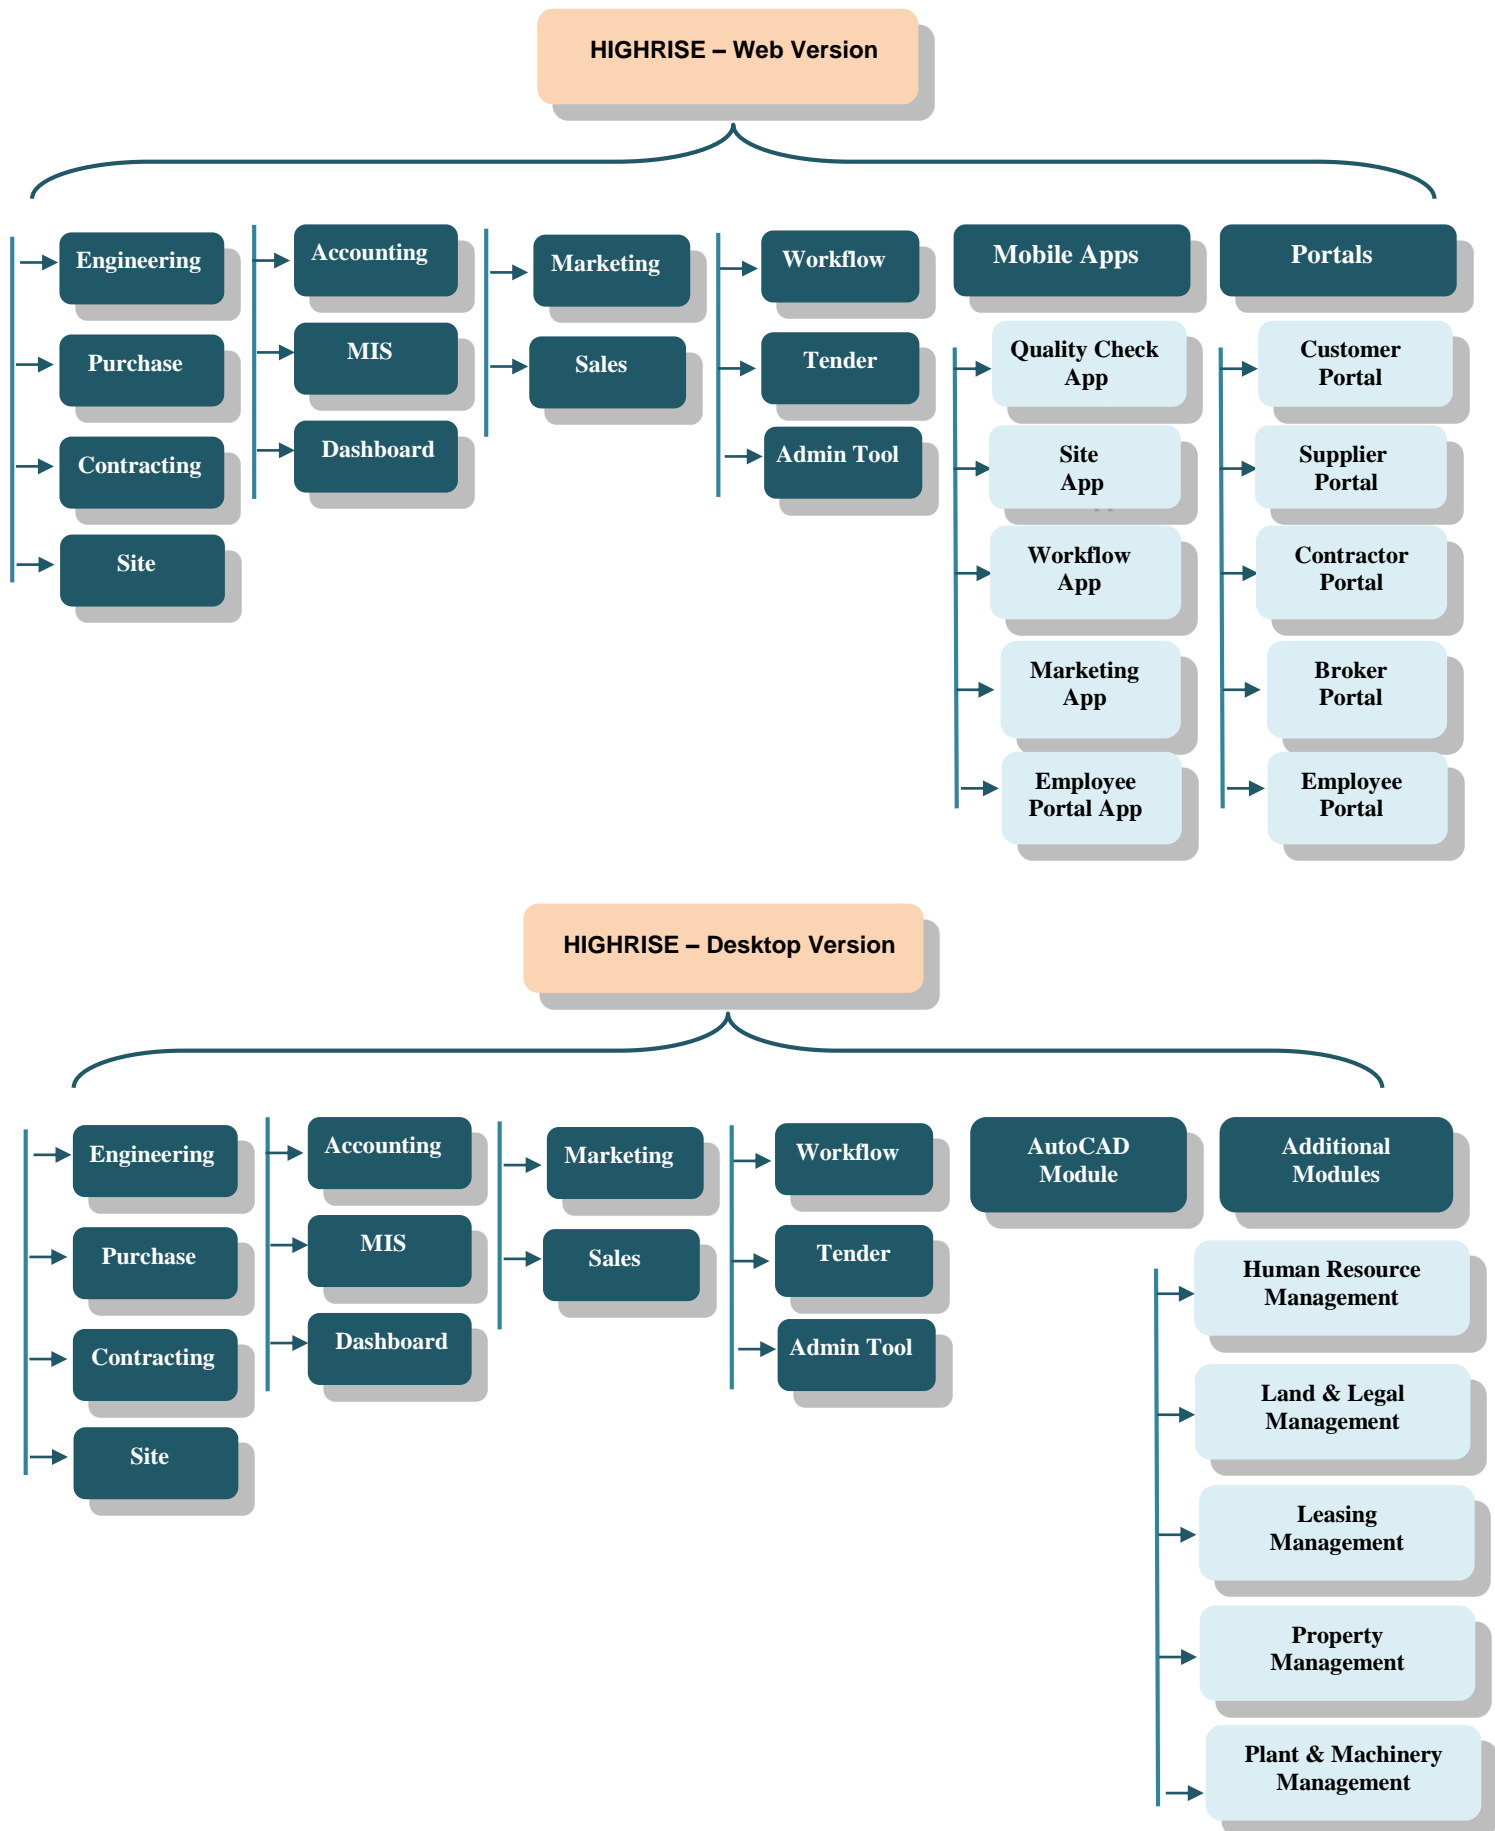 HIGHRISE – Web Version
Engineering
Purchase
Contracting
Site
Accounting
MIS
Dashboard
Marketing
Sales
Workflow
Tender
Admin Tool
Mobile Apps
Quality Check
App
Site
App
Workflow
App
Marketing
App
Employee
Portal App
Portals
Customer
Portal
Supplier
Portal
Contractor
Portal
Broker
Portal
Employee
Portal
HIGHRISE – Desktop Version
Engineering
Purchase
Contracting
Site
Accounting
MIS
Dashboard
Marketing
Sales
Workflow
Tender
Admin Tool
AutoCAD
Module
Additional
Modules
Human Resource
Management
Land & Legal
Management
Leasing
Management
Property
Management
Plant & Machinery
Management